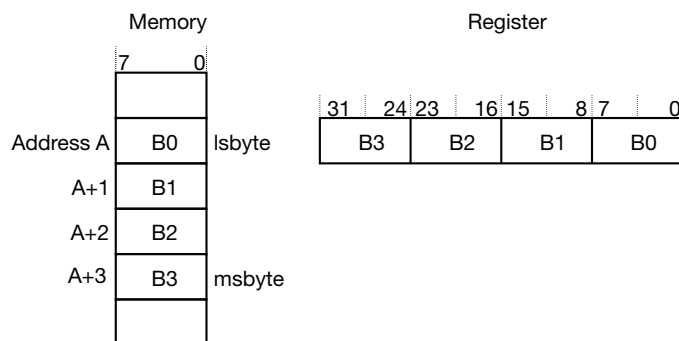 Memory
Register
7 0
31 24 23 16 15 8 7 0
Address A B0 lsbyte
B3 B2 B1 B0
A+1 B1
A+2 B2
A+3 B3 msbyte